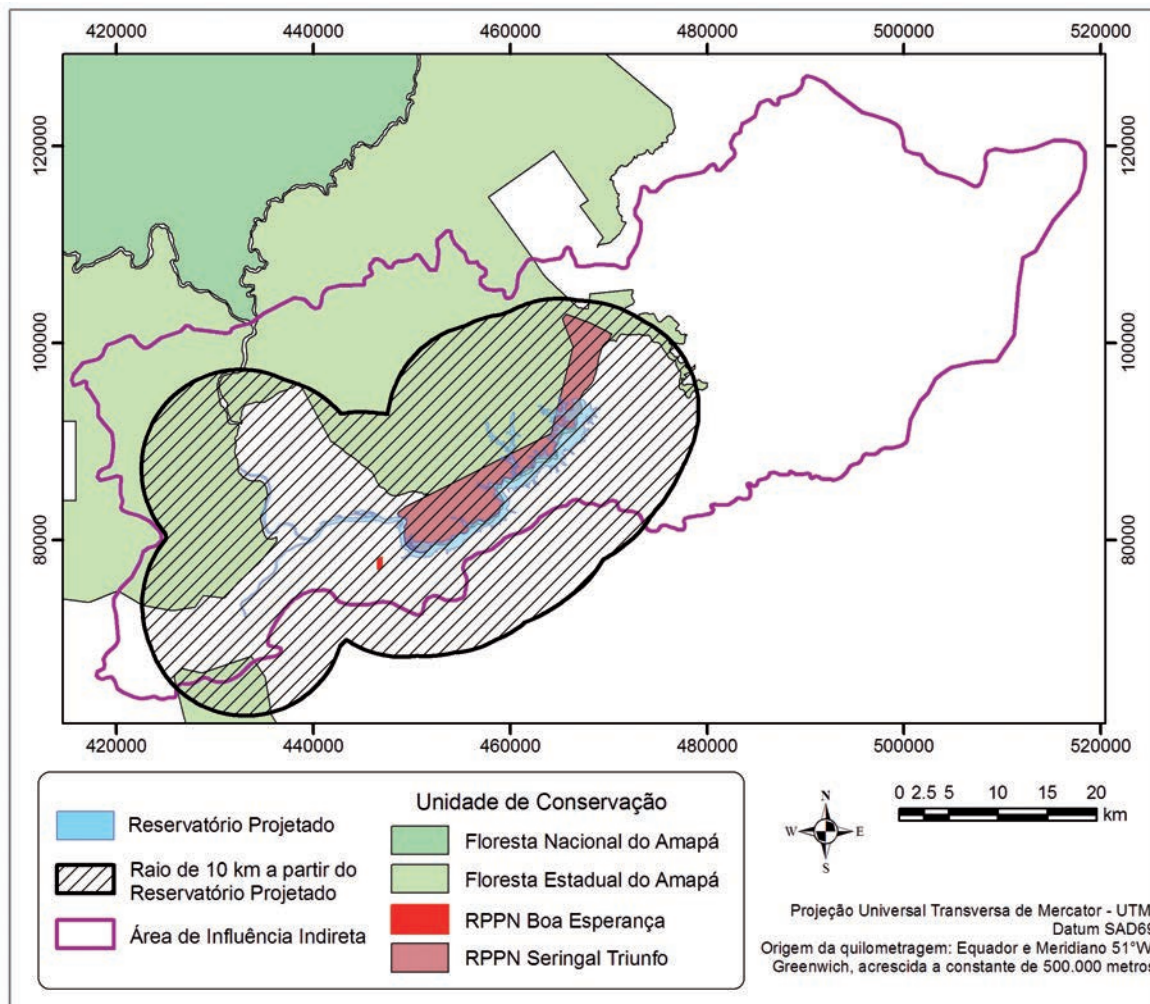 420000 440000 460000 480000 500000 520000
120000 120000
100000 100000
80000 80000
420000 440000 460000 480000 500000 520000
Reservatório Projetado
Raio de 10 km a partir do
Reservatório Projetado
Área de Influência Indireta
Unidade de Conservação
Floresta Nacional do Amapá
Floresta Estadual do Amapá
RPPN Boa Esperança
RPPN Seringal Triunfo
N
W E
S
0 2.5 5 10 15 20
km
Projeção Universal Transversa de Mercator - UTM
Datum SAD69
Origem da quilometragem: Equador e Meridiano 51°W
Greenwich, acrescida a constante de 500.000 metros